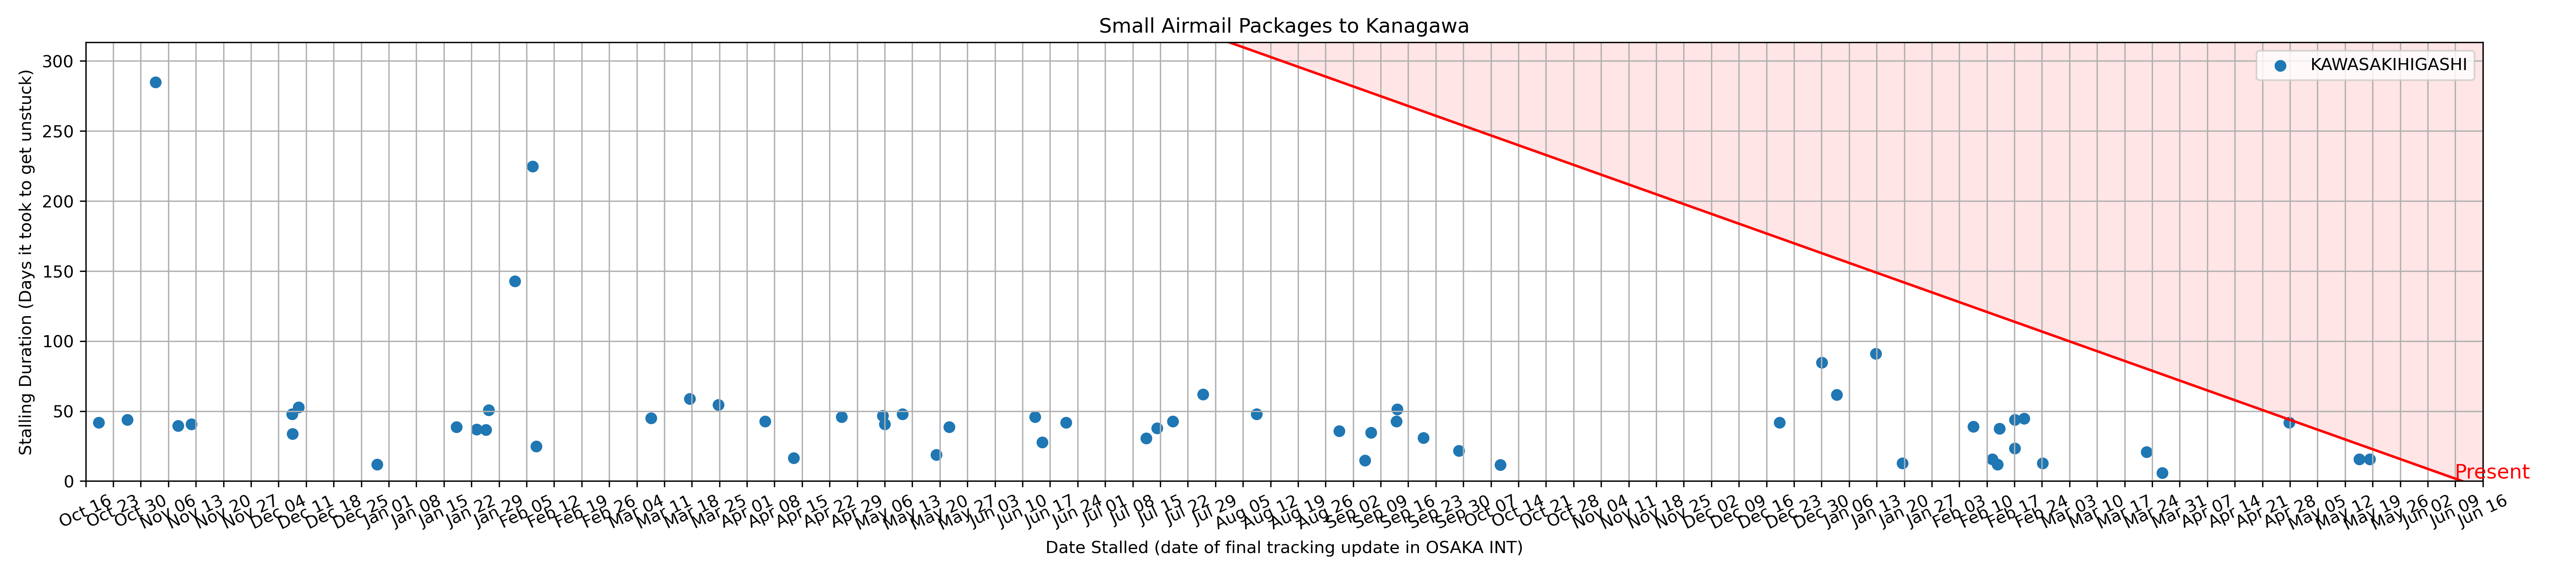 Small Airmail Packages to Kanagawa
KAWASAKIHIGASHI
Stalling Duration (Days it took to get unstuck)
300
250
200
150
100
50
0
Present
Oct 16
Oct 23
Oct 30
Nov 06
Nov 13
Nov 20
Nov 27
Dec 04
Dec 11
Dec 18
Dec 25
Jan 01
Jan 08
Jan 15
Jan 22
Jan 29
Feb 05
Feb 12
Feb 19
Feb 26
Mar 04
Mar 11
Mar 18
Mar 25
Apr 01
Apr 08
Apr 15
Apr 22
Apr 29
May 06
May 13
May 20
May 27
Jun 03
Jun 10
Jun 17
Jun 24
Jul 01
Jul 08
Jul 15
Jul 22
Jul 29
Aug 05
Aug 12
Aug 19
Aug 26
Sep 02
Sep 09
Sep 16
Sep 23
Sep 30
Oct 07
Oct 14
Oct 21
Oct 28
Nov 04
Nov 11
Nov 18
Nov 25
Dec 02
Dec 09
Dec 16
Dec 23
Dec 30
Jan 06
Jan 13
Jan 20
Jan 27
Feb 03
Feb 10
Feb 17
Feb 24
Mar 03
Mar 10
Mar 17
Mar 24
Mar 31
Apr 07
Apr 14
Apr 21
Apr 28
May 05
May 12
May 19
May 26
Jun 02
Jun 09
Jun 16
Date Stalled (date of final tracking update in OSAKA INT)